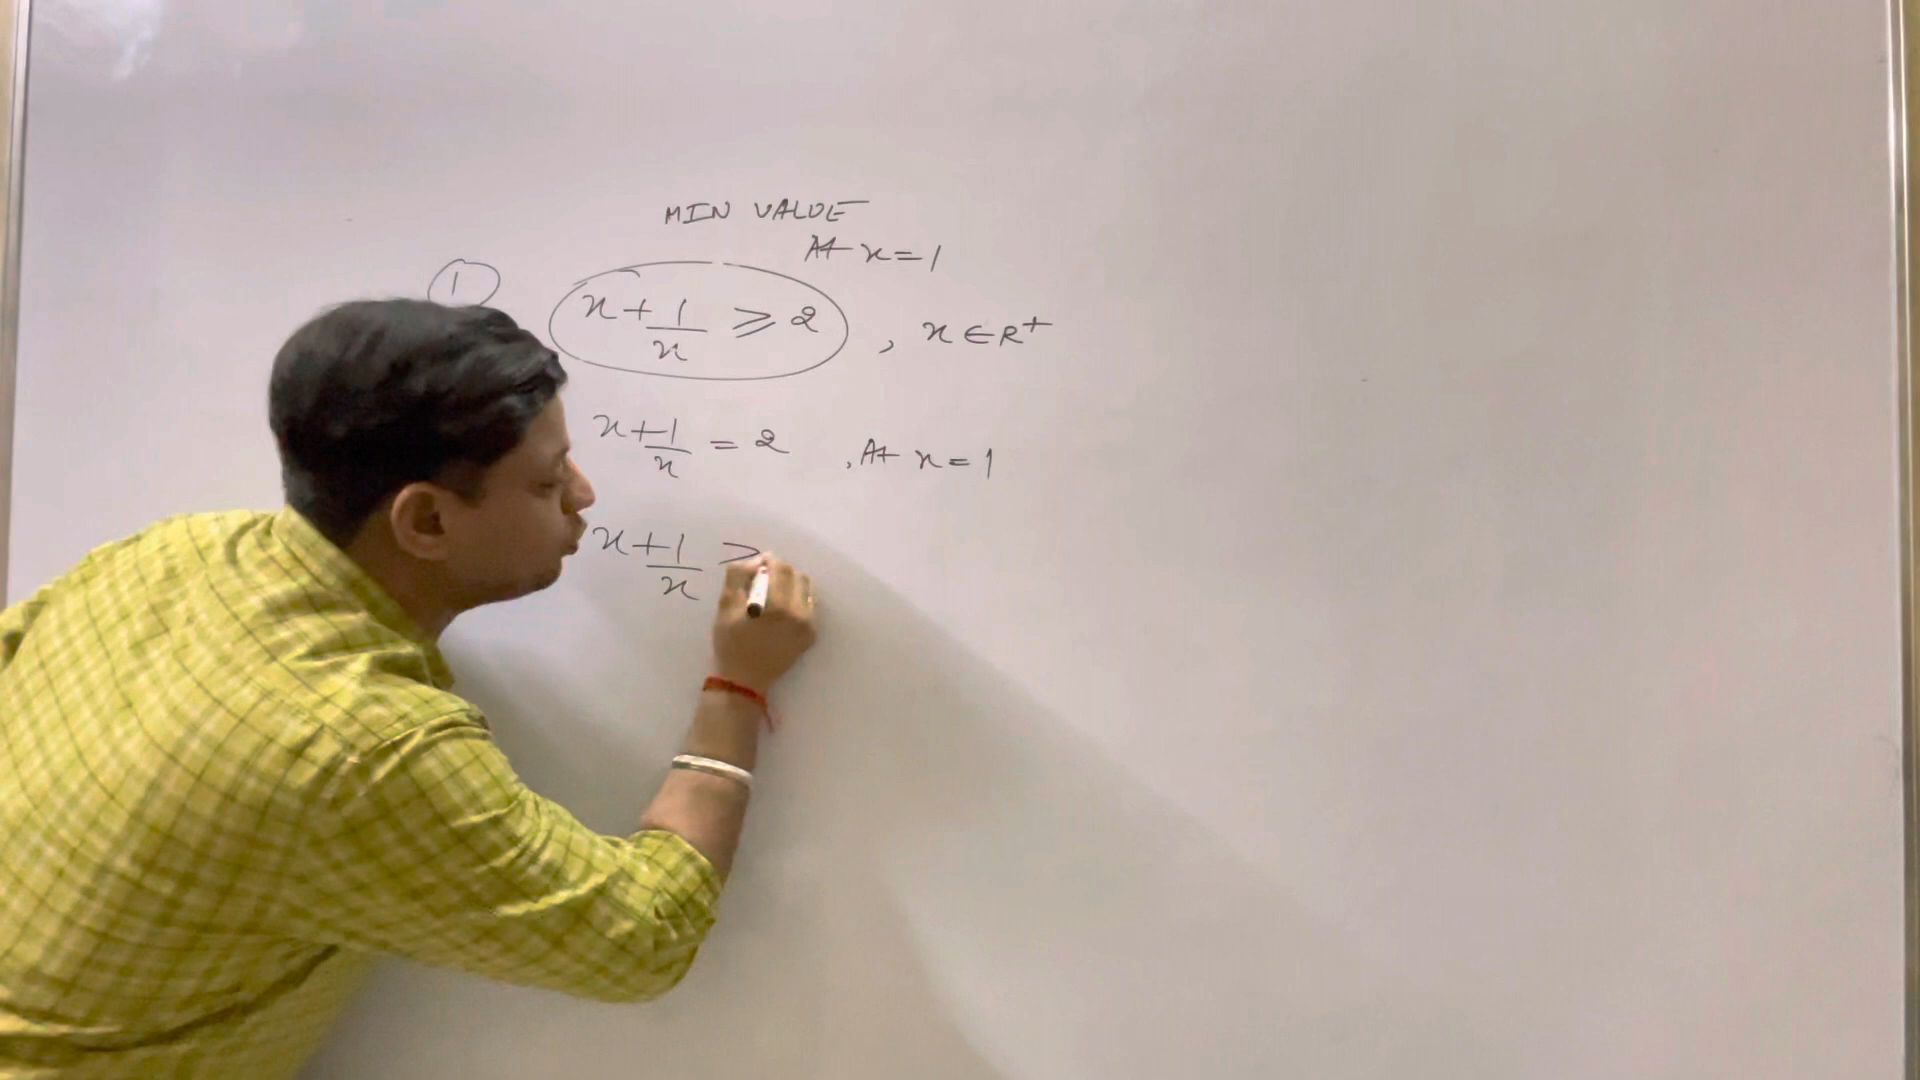 MIN VALUE
At x=1
1
x+1/x ≥ 2 , x∈R+
x+1/x = 2 , At x=1
x+1/x >